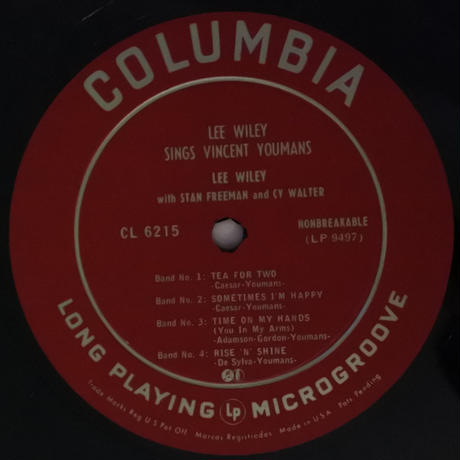 COLUMBIA
LEE WILEY
SINGS VINCENT YOUMANS
LEE WILEY
with STAN FREEMAN and CY WALTER
CL 6215
NONBREAKABLE
(LP 9497)
Band No. 1: TEA FOR TWO
-Caesar-Youmans-
Band No. 2: SOMETIMES I'M HAPPY
-Caesar-Youmans-
Band No. 3: TIME ON MY HANDS
(You In My Arms)
-Adamson-Gordon-Youmans-
Band No. 4: RISE 'N' SHINE
-De Sylva-Youmans-
LONG PLAYING Lp MICROGROOVE
Trade Marks Reg U S Pat Off. Marcas Registradas Made in U.S.A. Pats Pending